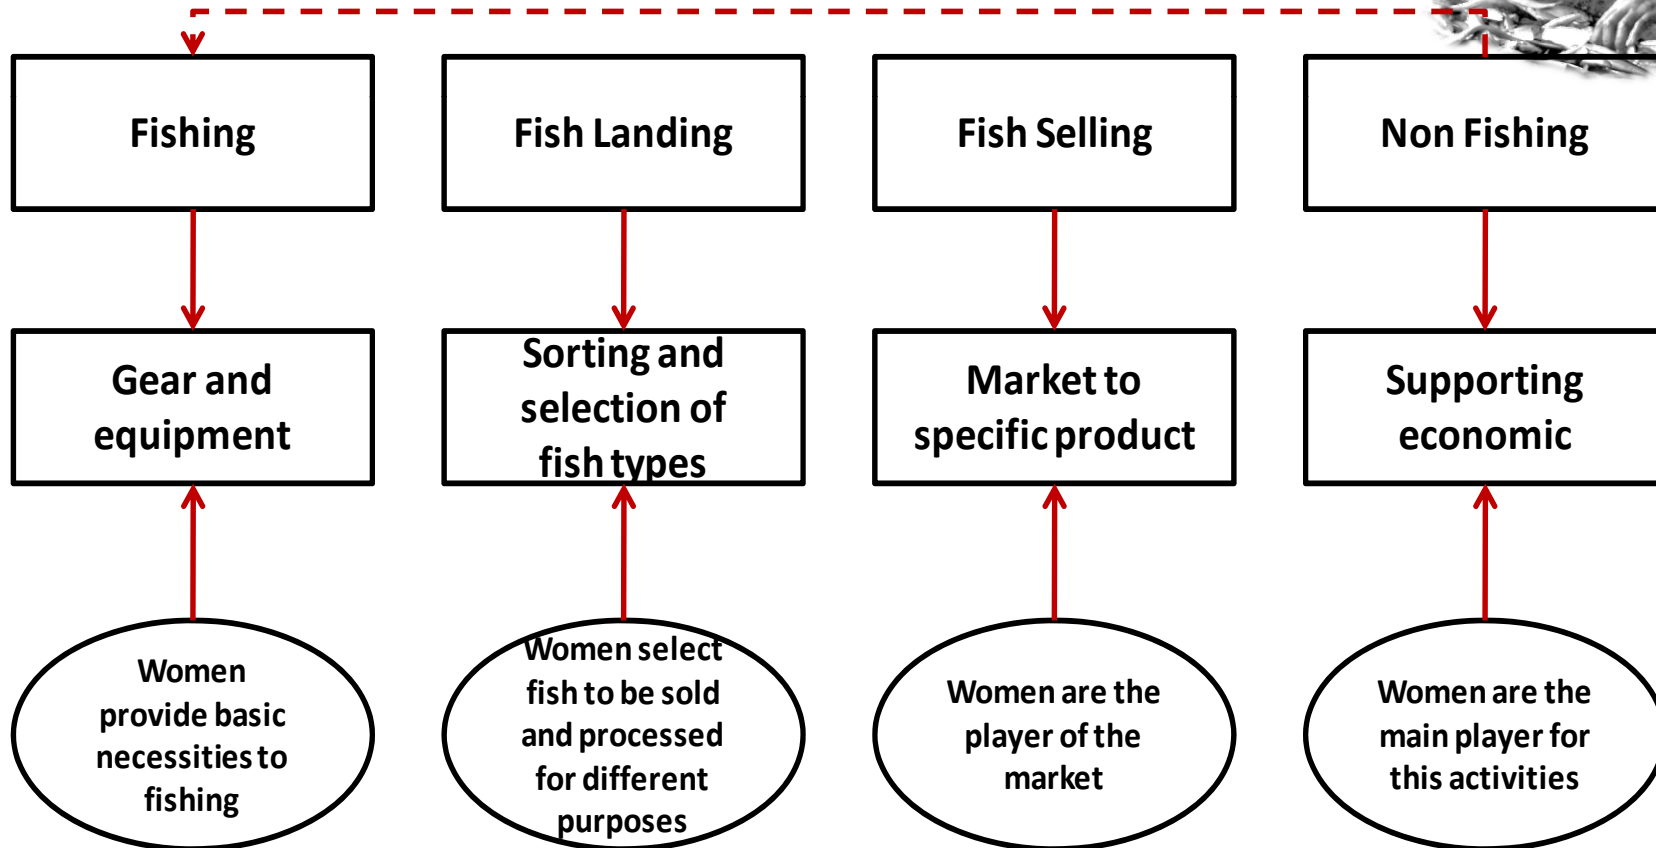 Fishing
Fish Landing
Fish Selling
Non Fishing
Gear and
equipment
Sorting and
selection of
fish types
Market to
specific product
Supporting
economic
Women
provide basic
necessities to
fishing
Women select
fish to be sold
and processed
for different
purposes
Women are the
player of the
market
Women are the
main player for
this activities